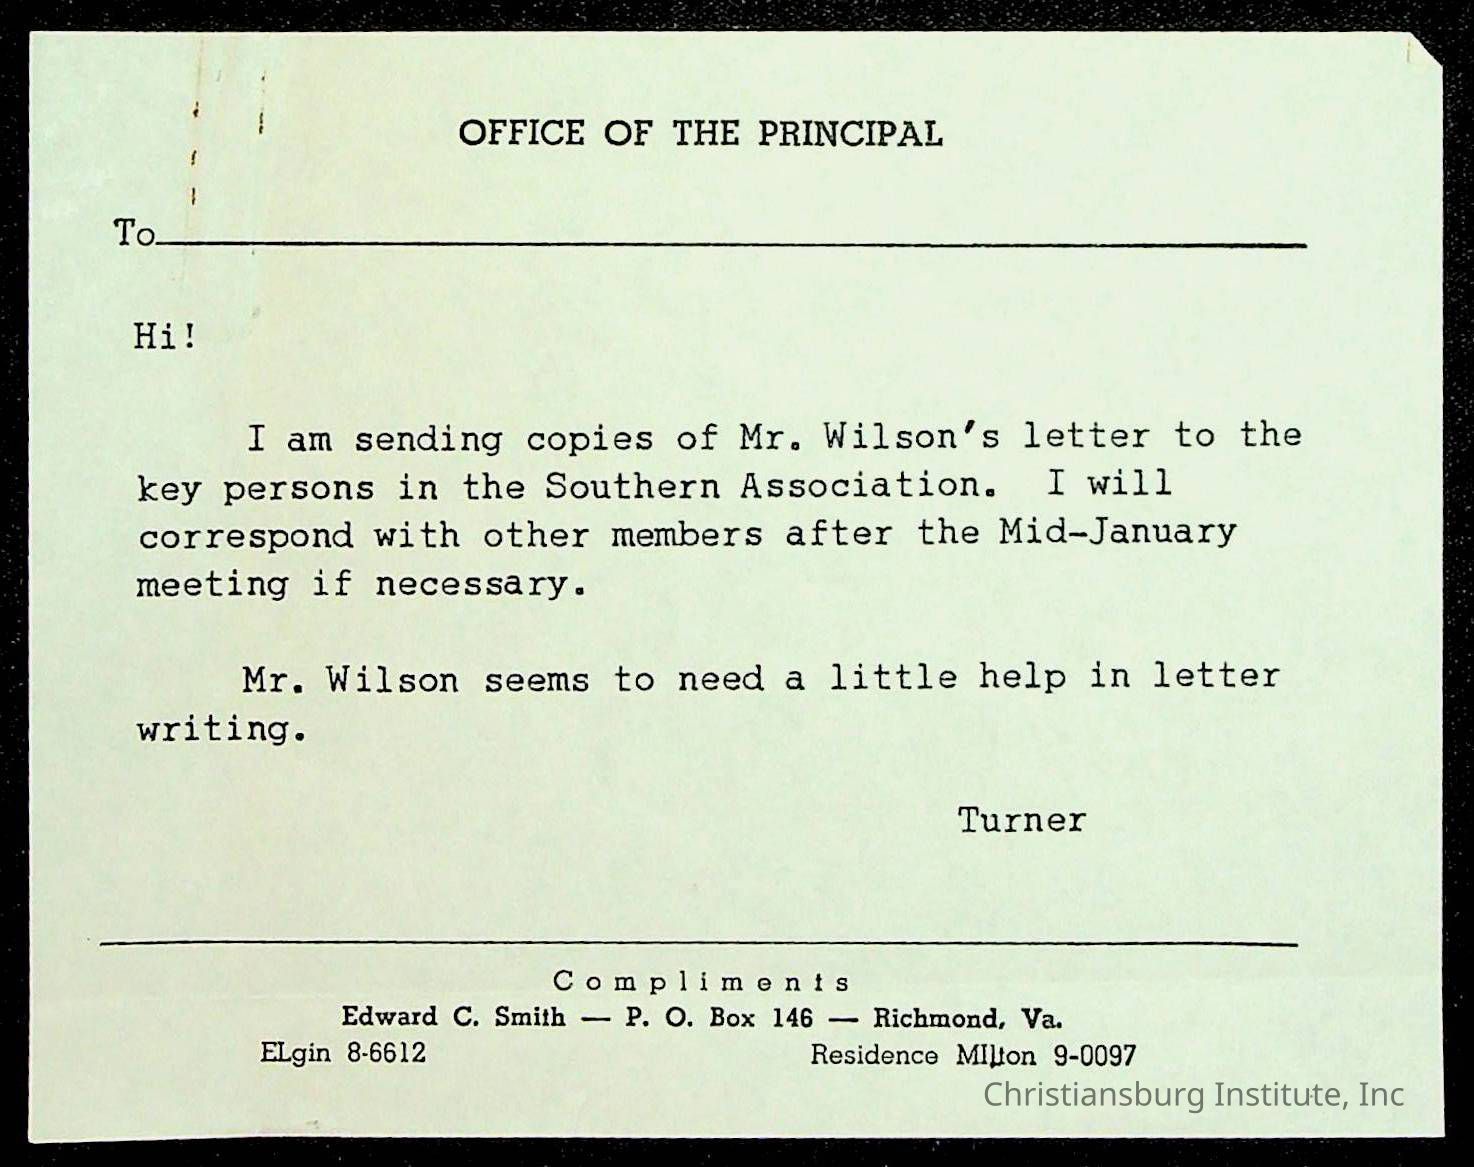 OFFICE OF THE PRINCIPAL
To
Hi!
I am sending copies of Mr. Wilson's letter to the
key persons in the Southern Association. I will
correspond with other members after the Mid-January
meeting if necessary.
Mr. Wilson seems to need a little help in letter
writing.
Turner
Compliments
Edward C. Smith — P. O. Box 146 — Richmond, Va.
ELgin 8-6612 Residence MIlton 9-0097
Christiansburg Institute, Inc